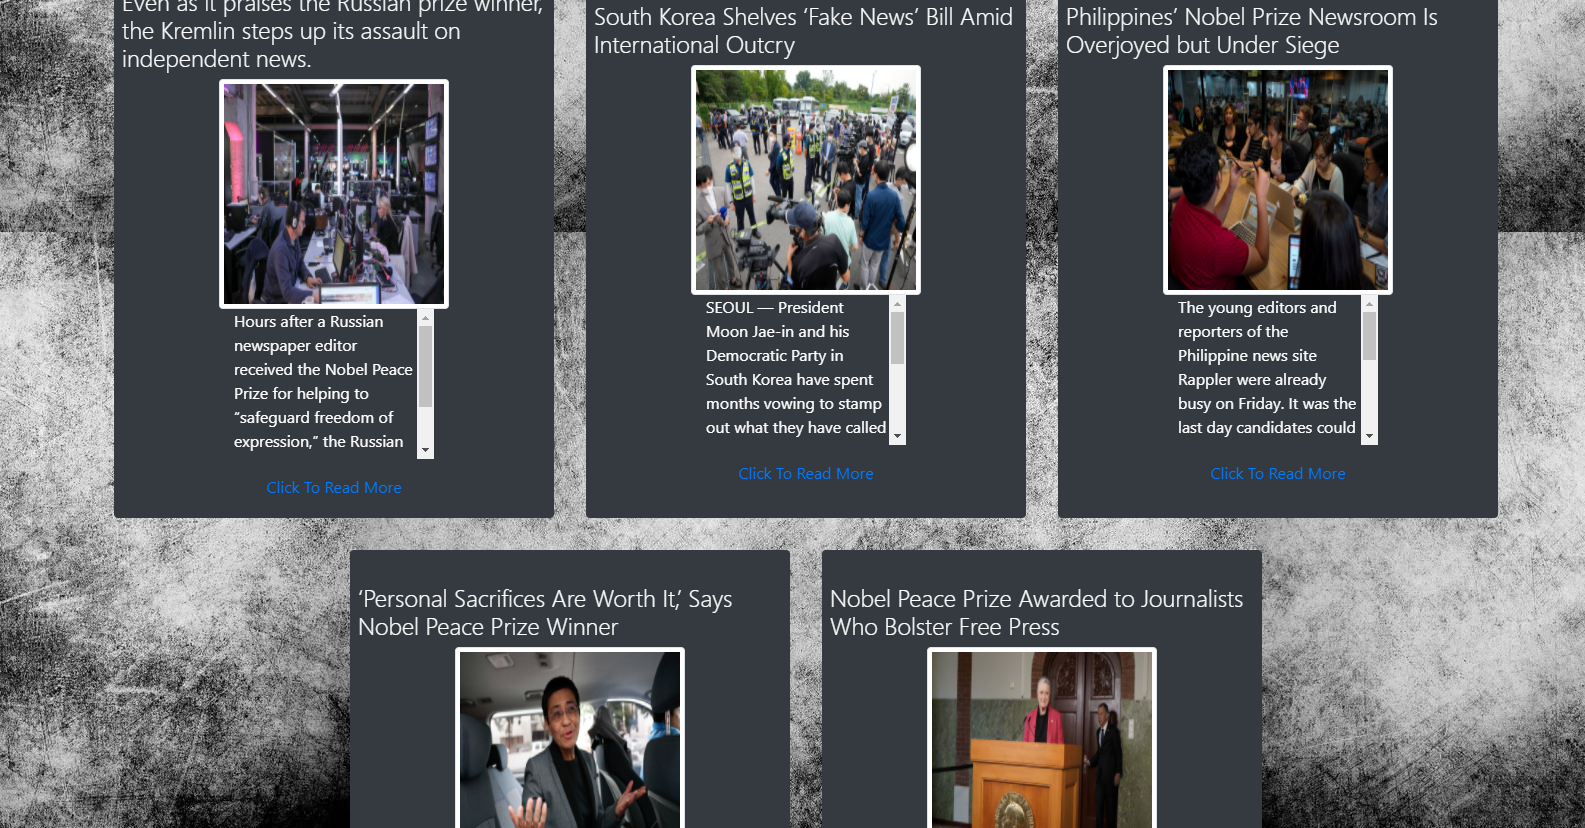 Even as it praises the Russian prize winner,
the Kremlin steps up its assault on
independent news.
Hours after a Russian
newspaper editor
received the Nobel Peace
Prize for helping to
“safeguard freedom of
expression,” the Russian
Click To Read More
South Korea Shelves ‘Fake News’ Bill Amid
International Outcry
SEOUL — President
Moon Jae-in and his
Democratic Party in
South Korea have spent
months vowing to stamp
out what they have called
Click To Read More
Philippines’ Nobel Prize Newsroom Is
Overjoyed but Under Siege
The young editors and
reporters of the
Philippine news site
Rappler were already
busy on Friday. It was the
last day candidates could
Click To Read More
‘Personal Sacrifices Are Worth It,’ Says
Nobel Peace Prize Winner
Nobel Peace Prize Awarded to Journalists
Who Bolster Free Press